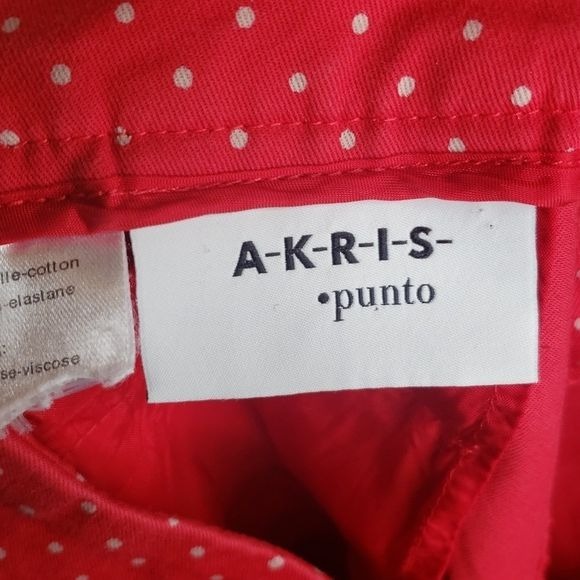 A-K-R-I-S-
•punto
lle-cotton
-elastane
se-viscose